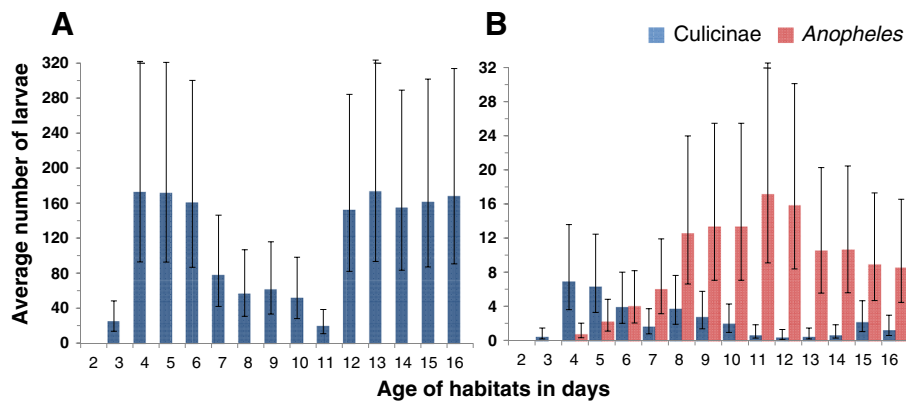 A
B
Culicinae Anopheles
Average number of larvae
320
280
240
200
160
120
80
40
0
2 3 4 5 6 7 8 9 10 11 12 13 14 15 16
32
28
24
20
16
12
8
4
0
2 3 4 5 6 7 8 9 10 11 12 13 14 15 16
Age of habitats in days